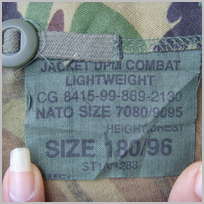 JACKET DPM COMBAT
LIGHTWEIGHT
CG 8415-99-869-2130
NATO SIZE 7080/9095
HEIGHT/CHEST
SIZE 180/96